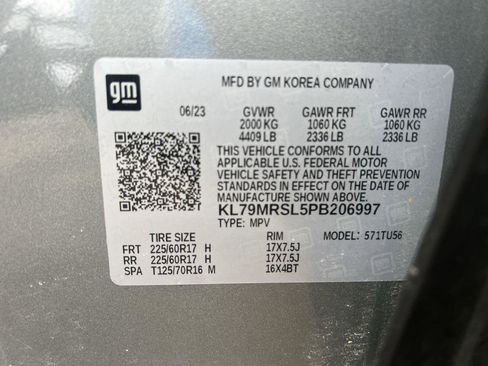 gm
MFD BY GM KOREA COMPANY
06/23 GVWR GAWR FRT GAWR RR
2000 KG 1060 KG 1060 KG
4409 LB 2336 LB 2336 LB
THIS VEHICLE CONFORMS TO ALL
APPLICABLE U.S. FEDERAL MOTOR
VEHICLE SAFETY AND THEFT PREVENTION
STANDARDS IN EFFECT ON THE DATE OF
MANUFACTURE SHOWN ABOVE.
KL79MRSL5PB206997
TYPE: MPV
TIRE SIZE RIM MODEL: 571TU56
FRT 225/60R17 H 17X7.5J
RR 225/60R17 H 17X7.5J
SPA T125/70R16 M 16X4BT